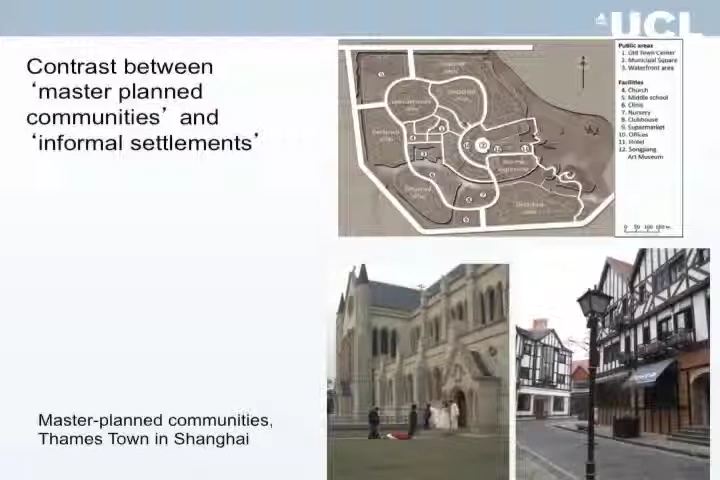 UCL
Contrast between
‘master planned
communities’ and
‘informal settlements’
Public areas
1. Old Town Center
2. Municipal Square
3. Waterfront area
Facilities
4. Church
5. Middle school
6. Clinic
7. Nursery
8. Clubhouse
9. Supermarket
10. Offices
11. Hotel
12. Songjiang
Art Museum
Master-planned communities,
Thames Town in Shanghai